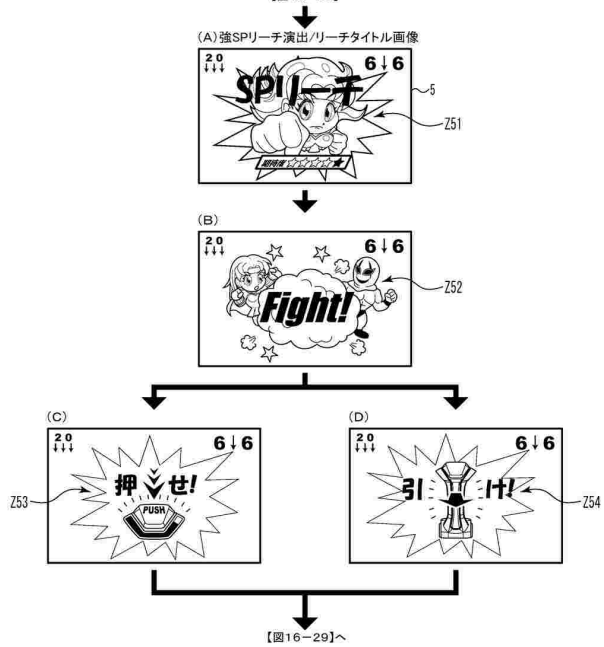 (A)強SPリーチ演出/リーチタイトル画像
20
↓↓↓
6↓6
SPリーチ
期待度 ☆☆☆☆★
5
Z51
(B)
20
↓↓↓
6↓6
Fight!
Z52
(C)
20
↓↓↓
6↓6
押 せ!
PUSH
Z53
(D)
20
↓↓↓
6↓6
引 け!
Z54
【図16-29】へ